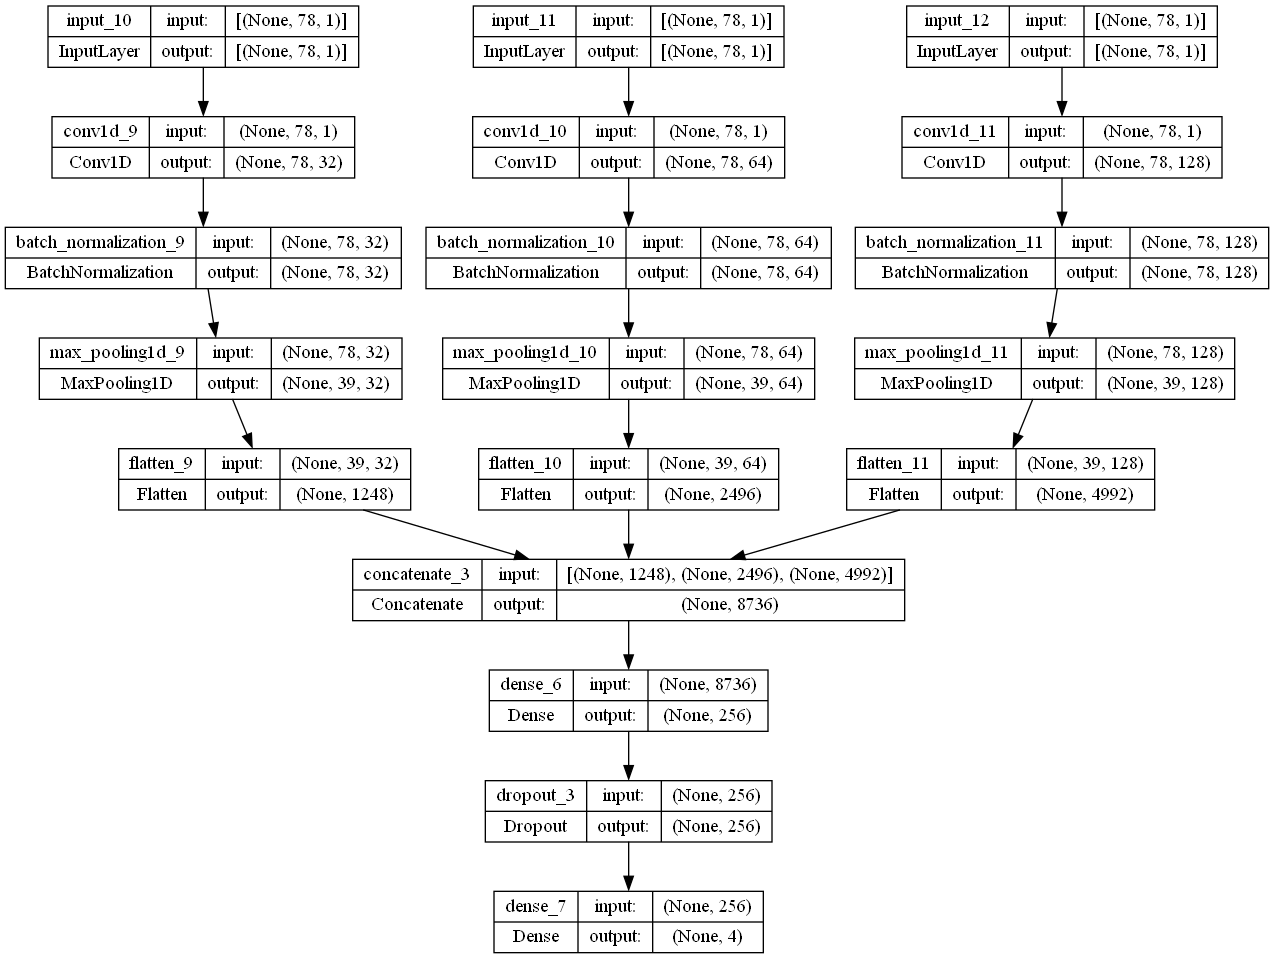 input_10 input: [(None, 78, 1)]
InputLayer output: [(None, 78, 1)]
input_11 input: [(None, 78, 1)]
InputLayer output: [(None, 78, 1)]
input_12 input: [(None, 78, 1)]
InputLayer output: [(None, 78, 1)]
conv1d_9 input: (None, 78, 1)
Conv1D output: (None, 78, 32)
conv1d_10 input: (None, 78, 1)
Conv1D output: (None, 78, 64)
conv1d_11 input: (None, 78, 1)
Conv1D output: (None, 78, 128)
batch_normalization_9 input: (None, 78, 32)
BatchNormalization output: (None, 78, 32)
batch_normalization_10 input: (None, 78, 64)
BatchNormalization output: (None, 78, 64)
batch_normalization_11 input: (None, 78, 128)
BatchNormalization output: (None, 78, 128)
max_pooling1d_9 input: (None, 78, 32)
MaxPooling1D output: (None, 39, 32)
max_pooling1d_10 input: (None, 78, 64)
MaxPooling1D output: (None, 39, 64)
max_pooling1d_11 input: (None, 78, 128)
MaxPooling1D output: (None, 39, 128)
flatten_9 input: (None, 39, 32)
Flatten output: (None, 1248)
flatten_10 input: (None, 39, 64)
Flatten output: (None, 2496)
flatten_11 input: (None, 39, 128)
Flatten output: (None, 4992)
concatenate_3 input: [(None, 1248), (None, 2496), (None, 4992)]
Concatenate output: (None, 8736)
dense_6 input: (None, 8736)
Dense output: (None, 256)
dropout_3 input: (None, 256)
Dropout output: (None, 256)
dense_7 input: (None, 256)
Dense output: (None, 4)